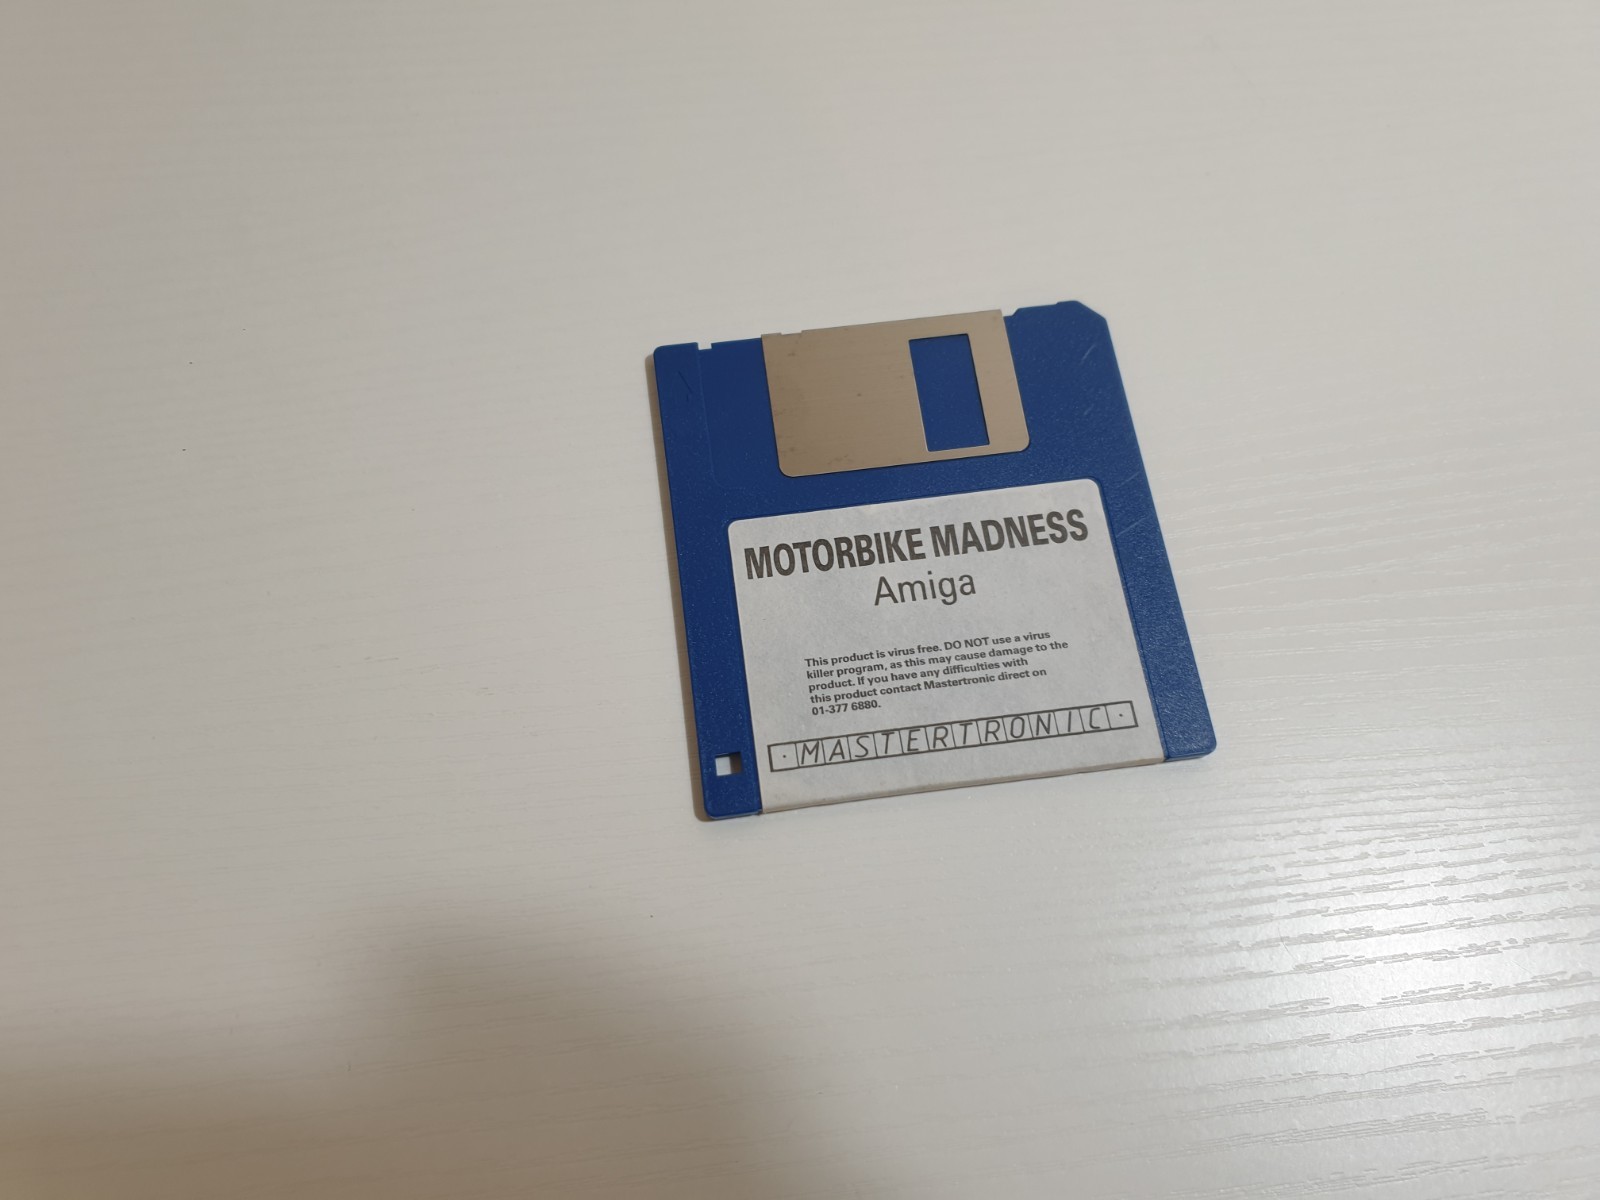 MOTORBIKE MADNESS
Amiga
This product is virus free. DO NOT use a virus
killer program, as this may cause damage to the
product. If you have any difficulties with
this product contact Mastertronic direct on
01-377 6880.
·MASTERTRONIC·